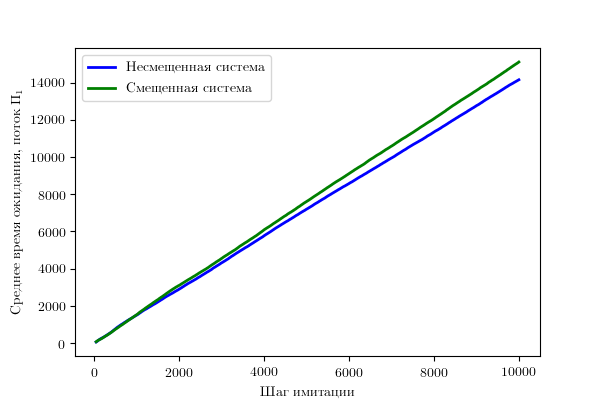 Несмещенная система
Смещенная система
Среднее время ожидания, поток П₁
14000
12000
10000
8000
6000
4000
2000
0
0 2000 4000 6000 8000 10000
Шаг имитации